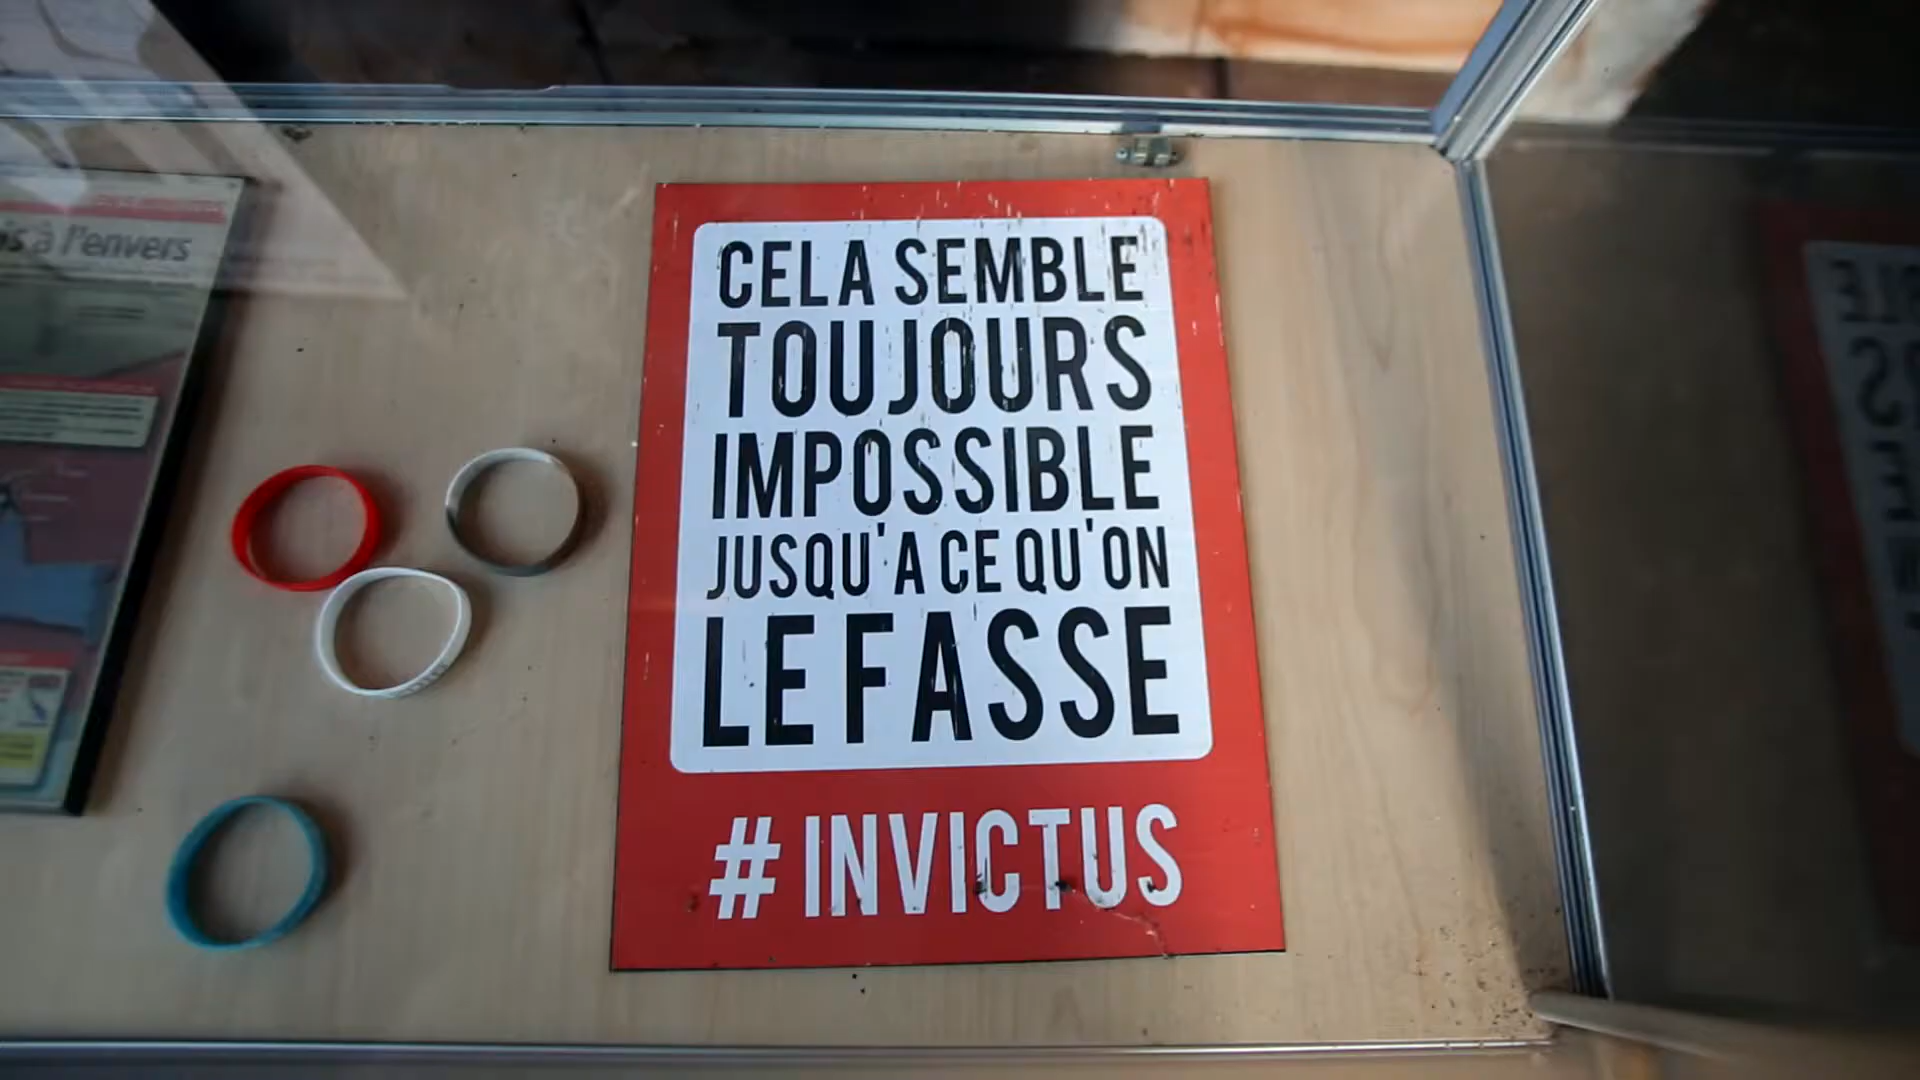 à l'envers
CELA SEMBLE
TOUJOURS
IMPOSSIBLE
JUSQU'A CE QU'ON
LE FASSE
# INVICTUS